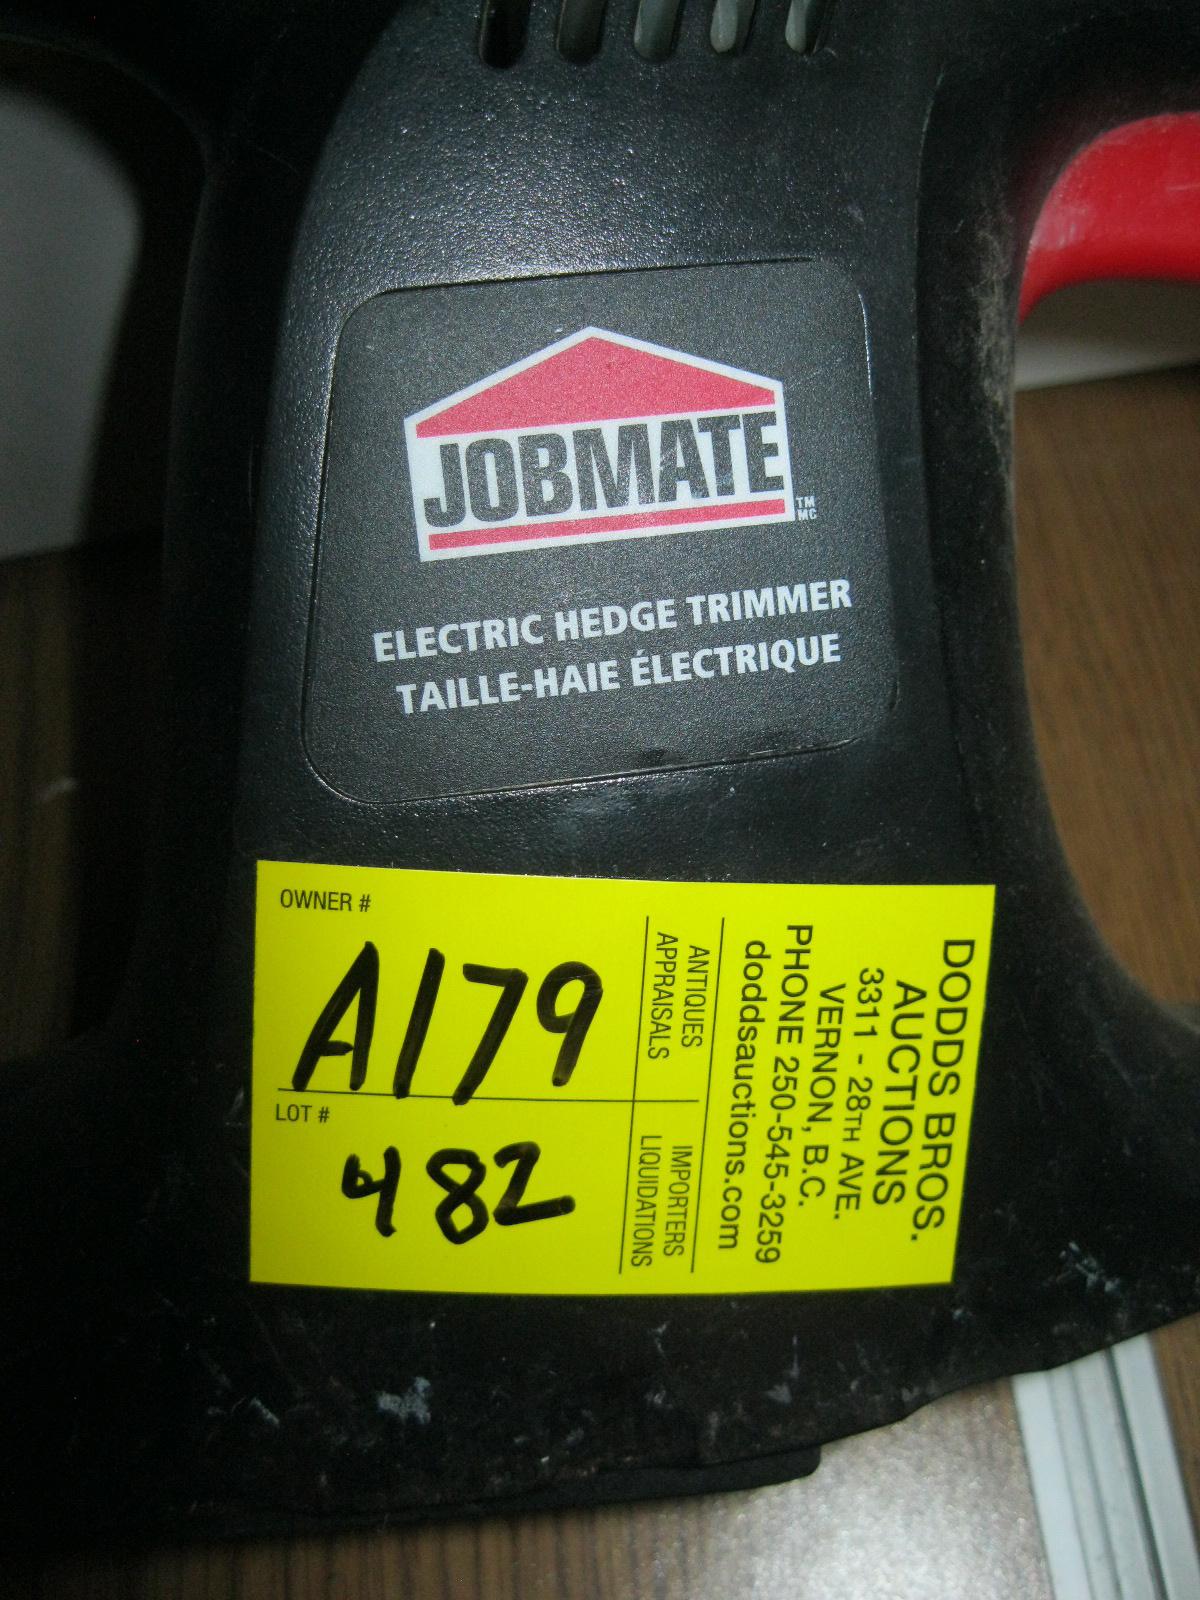 JOBMATE
TM
MC
ELECTRIC HEDGE TRIMMER
TAILLE-HAIE ÉLECTRIQUE
OWNER #
A179
LOT #
482
DODDS BROS.
AUCTIONS
3311 - 28TH AVE.
VERNON, B.C.
PHONE 250-545-3259
doddsauctions.com
ANTIQUES
APPRAISALS
IMPORTERS
LIQUIDATIONS